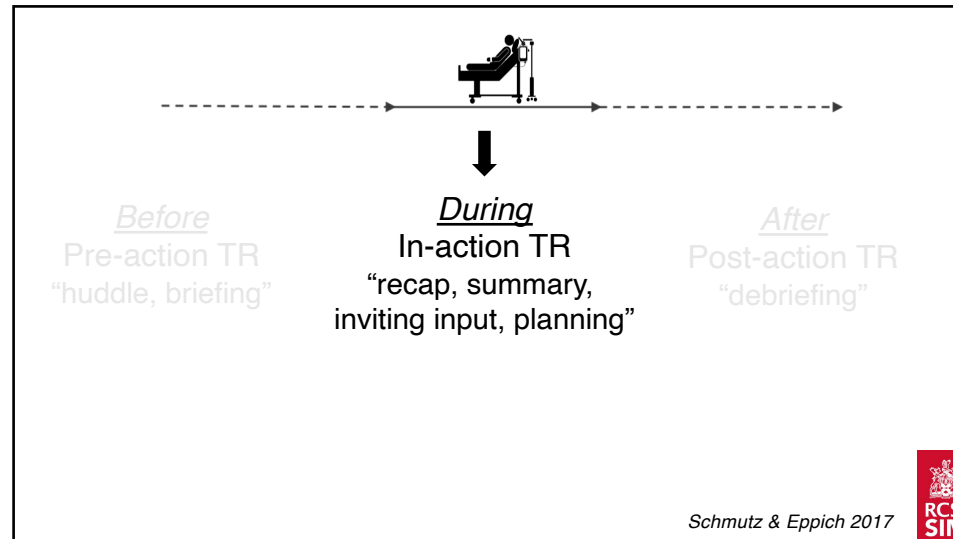 Before
Pre-action TR
“huddle, briefing”
During
In-action TR
“recap, summary,
inviting input, planning”
After
Post-action TR
“debriefing”
Schmutz & Eppich 2017